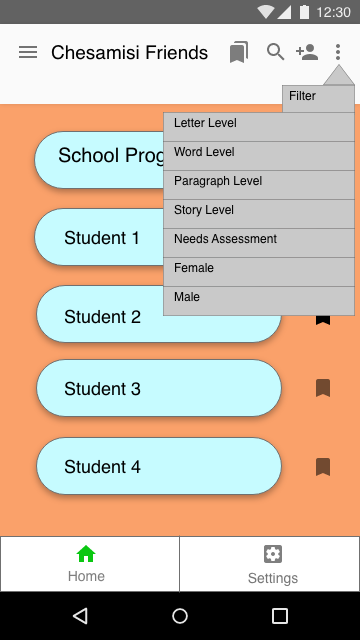 12:30
Chesamisi Friends
Filter
Letter Level
Word Level
Paragraph Level
Story Level
Needs Assessment
Female
Male
School
Student 1
Student 2
Student 3
Student 4
Home
Settings